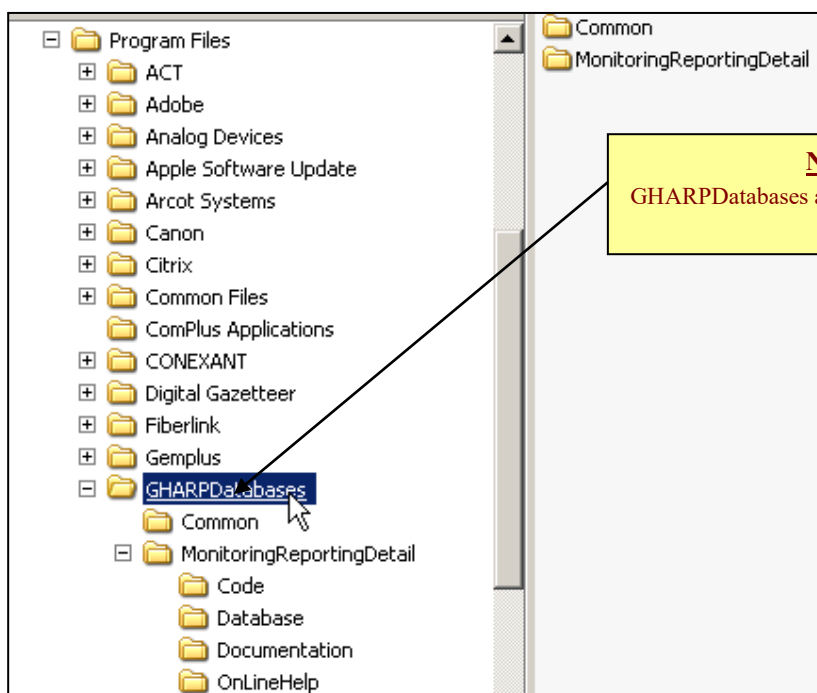 Program Files
ACT
Adobe
Analog Devices
Apple Software Update
Arcot Systems
Canon
Citrix
Common Files
ComPlus Applications
CONEXANT
Digital Gazetteer
Fiberlink
Gemplus
GHARPDatabases
Common
MonitoringReportingDetail
Code
Database
Documentation
OnLineHelp
Common
MonitoringReportingDetail
GHARPDatabases